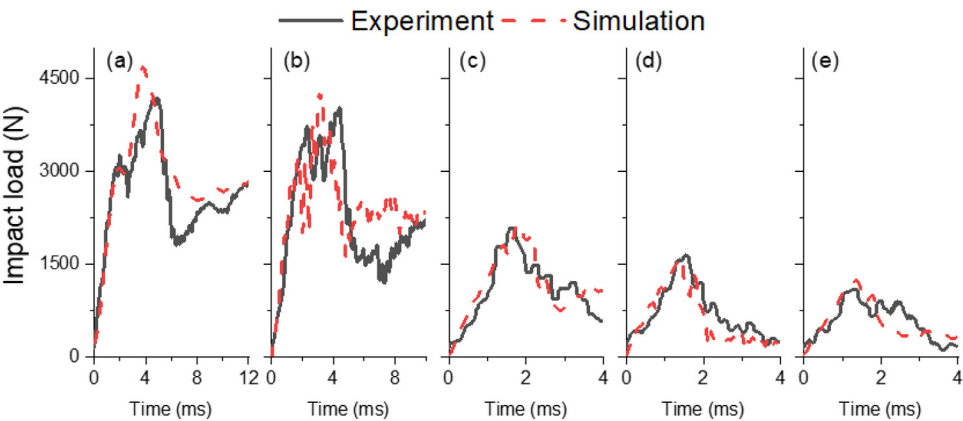 Experiment Simulation
(a) (b) (c) (d) (e)
Impact load (N)
4500
3000
1500
0
0 4 8 12 0 4 8 0 2 4 0 2 4 0 2 4
Time (ms) Time (ms) Time (ms) Time (ms) Time (ms)